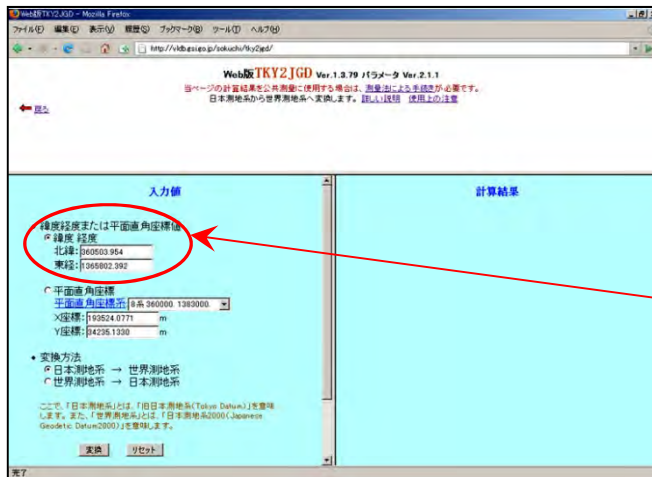 Web版TKY2JGD - Mozilla Firefox
ファイル(F) 編集(E) 表示(V) 履歴(S) ブックマーク(B) ツール(T) ヘルプ(H)
http://vldb.gsi.go.jp/sokuchi/tky2jgd/
Web版TKY2JGD Ver.1.3.79 パラメータ Ver.2.1.1
当ページの計算結果を公共測量に使用する場合は、測量法による手続きが必要です。
日本測地系から世界測地系へ変換します。 詳しい説明 使用上の注意
戻る
入力値
緯度経度または平面直角座標値
緯度 経度
北緯: 360503.954
東経: 1365802.392
平面直角座標
平面直角座標系 8系 360000. 1383000.
X座標: 193524.0771 m
Y座標: 34235.1330 m
変換方法
日本測地系 → 世界測地系
世界測地系 → 日本測地系
ここで、「日本測地系」とは、「旧日本測地系(Tokyo Datum)」を意味
します。また、「世界測地系」とは、「日本測地系2000(Japanese
Geodetic Datum2000)」を意味します。
変換 リセット
計算結果
完了